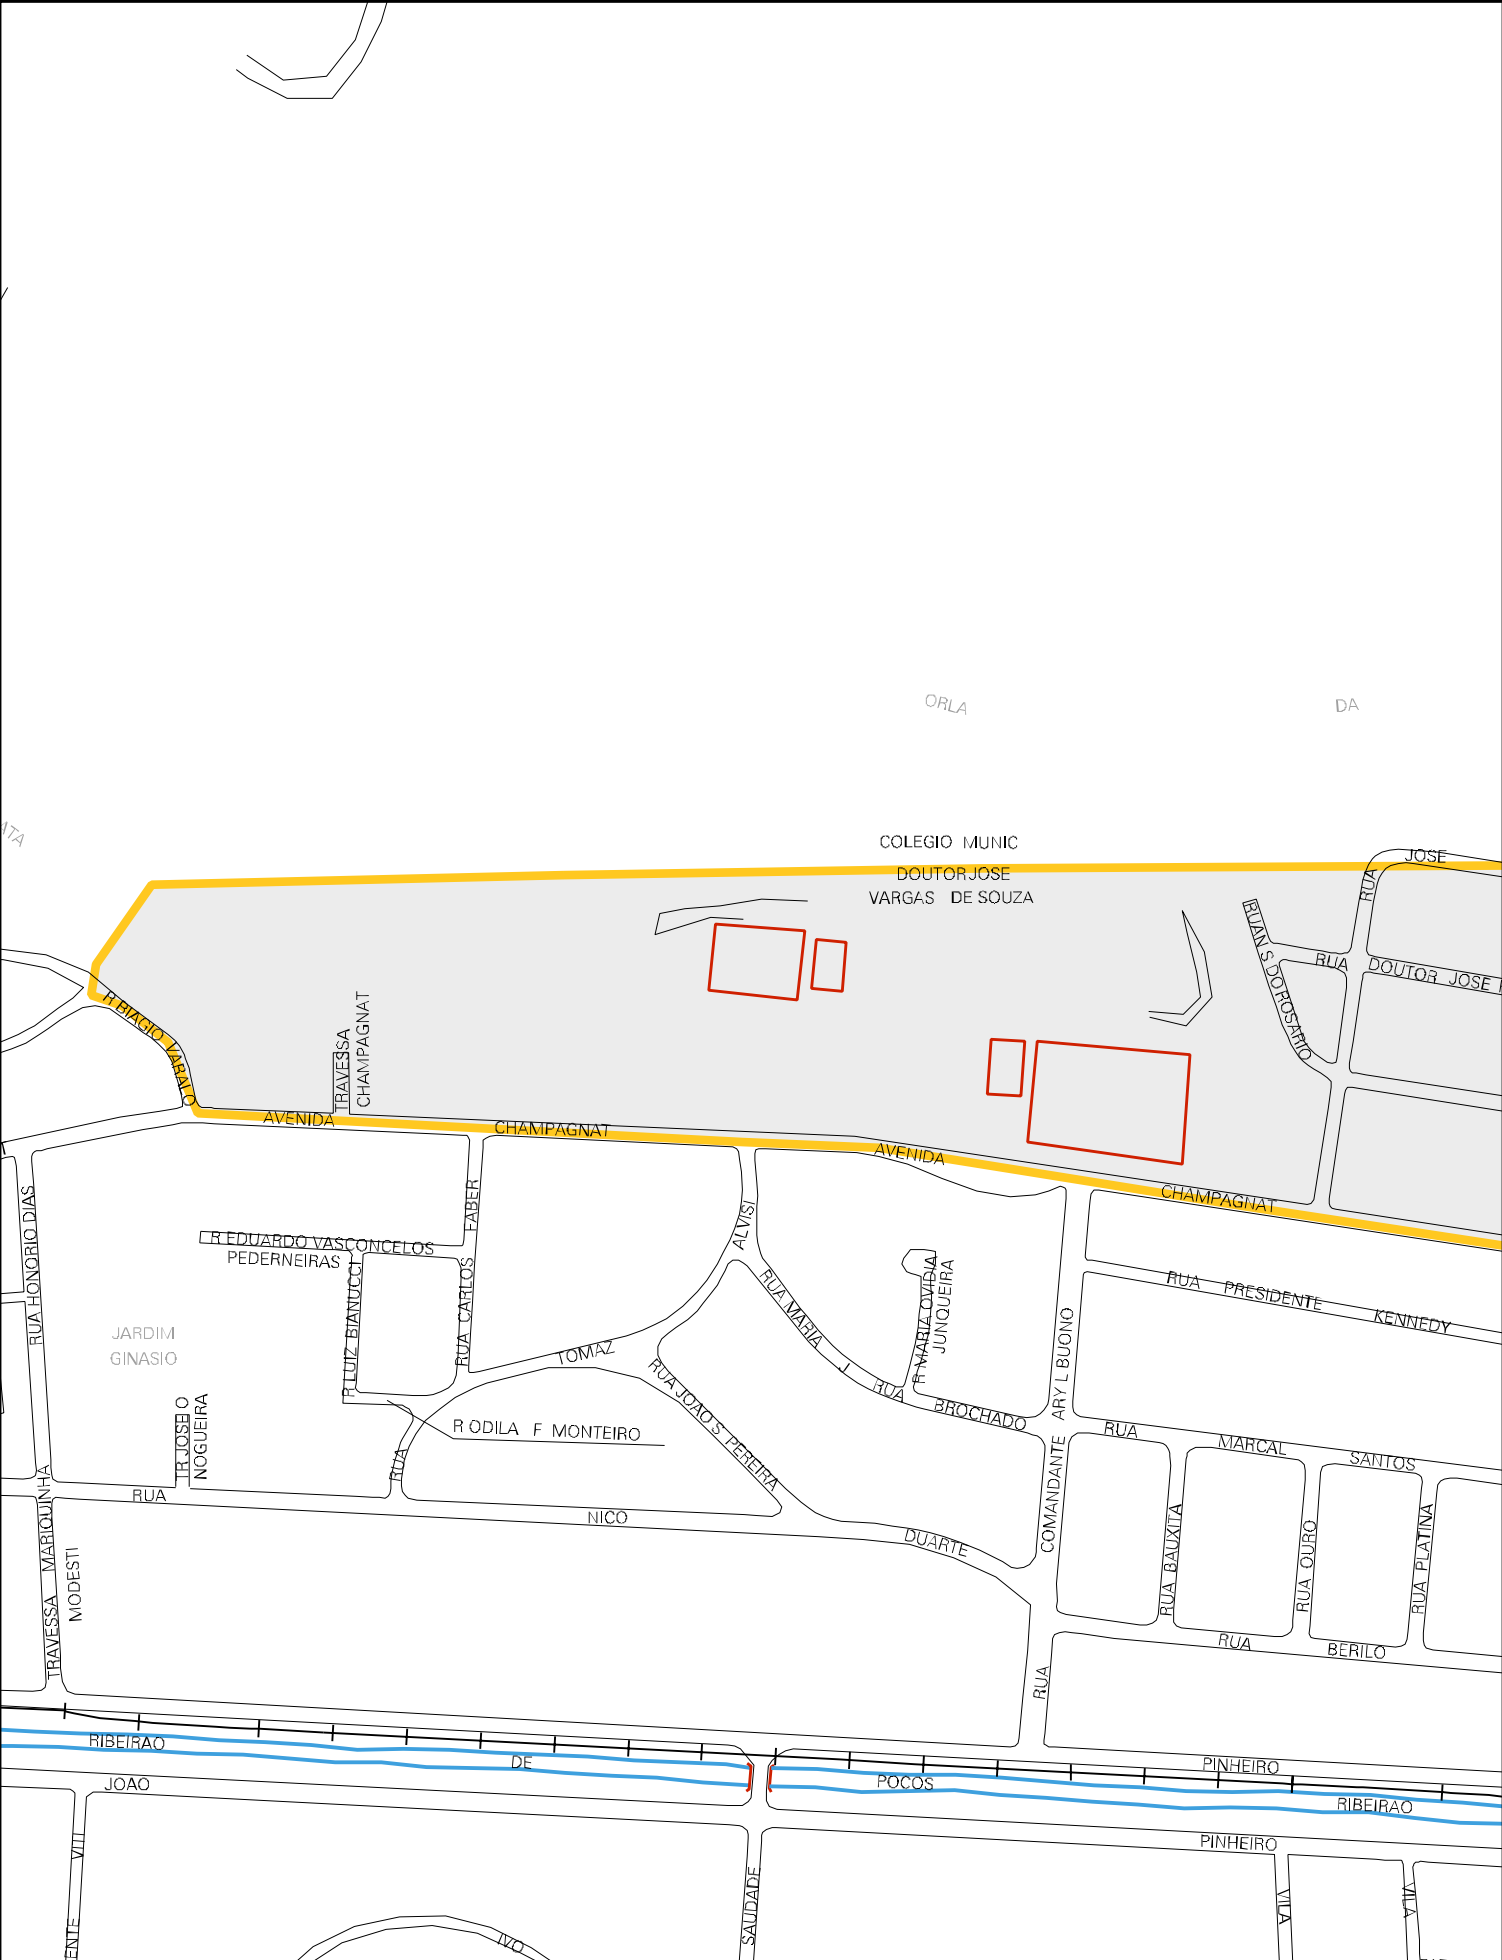 ORLA
DA
COLEGIO MUNIC
DOUTOR JOSE
VARGAS DE SOUZA
JOSE
RUA
RUA DOUTOR JOSE
RUA N S DO ROSARIO
R BIAGIO VARALO
TRAVESSA
CHAMPAGNAT
AVENIDA
CHAMPAGNAT
AVENIDA
CHAMPAGNAT
RUA HONORIO DIAS
R EDUARDO VASCONCELOS
PEDERNEIRAS
R LUIZ BIANUCCI
RUA CARLOS FABER
JARDIM
GINASIO
ALVISI
TOMAZ
RUA
RUA MARIA J
RUA
BROCHADO
R MARIA OVIDIA
JUNQUEIRA
RUA PRESIDENTE KENNEDY
RUA COMANDANTE ARY L BUONO
RUA JOAO S PEREIRA
R ODILA F MONTEIRO
TR JOSE O
NOGUEIRA
RUA MARCAL SANTOS
RUA NICO DUARTE
TRAVESSA MARIQUINHA
MODESTI
RUA BAUXITA
RUA OURO
RUA PLATINA
RUA BERILO
RIBEIRAO DE POCOS
PINHEIRO
RIBEIRAO
JOAO
PINHEIRO
SAUDADE
VILA
VILA
IVO